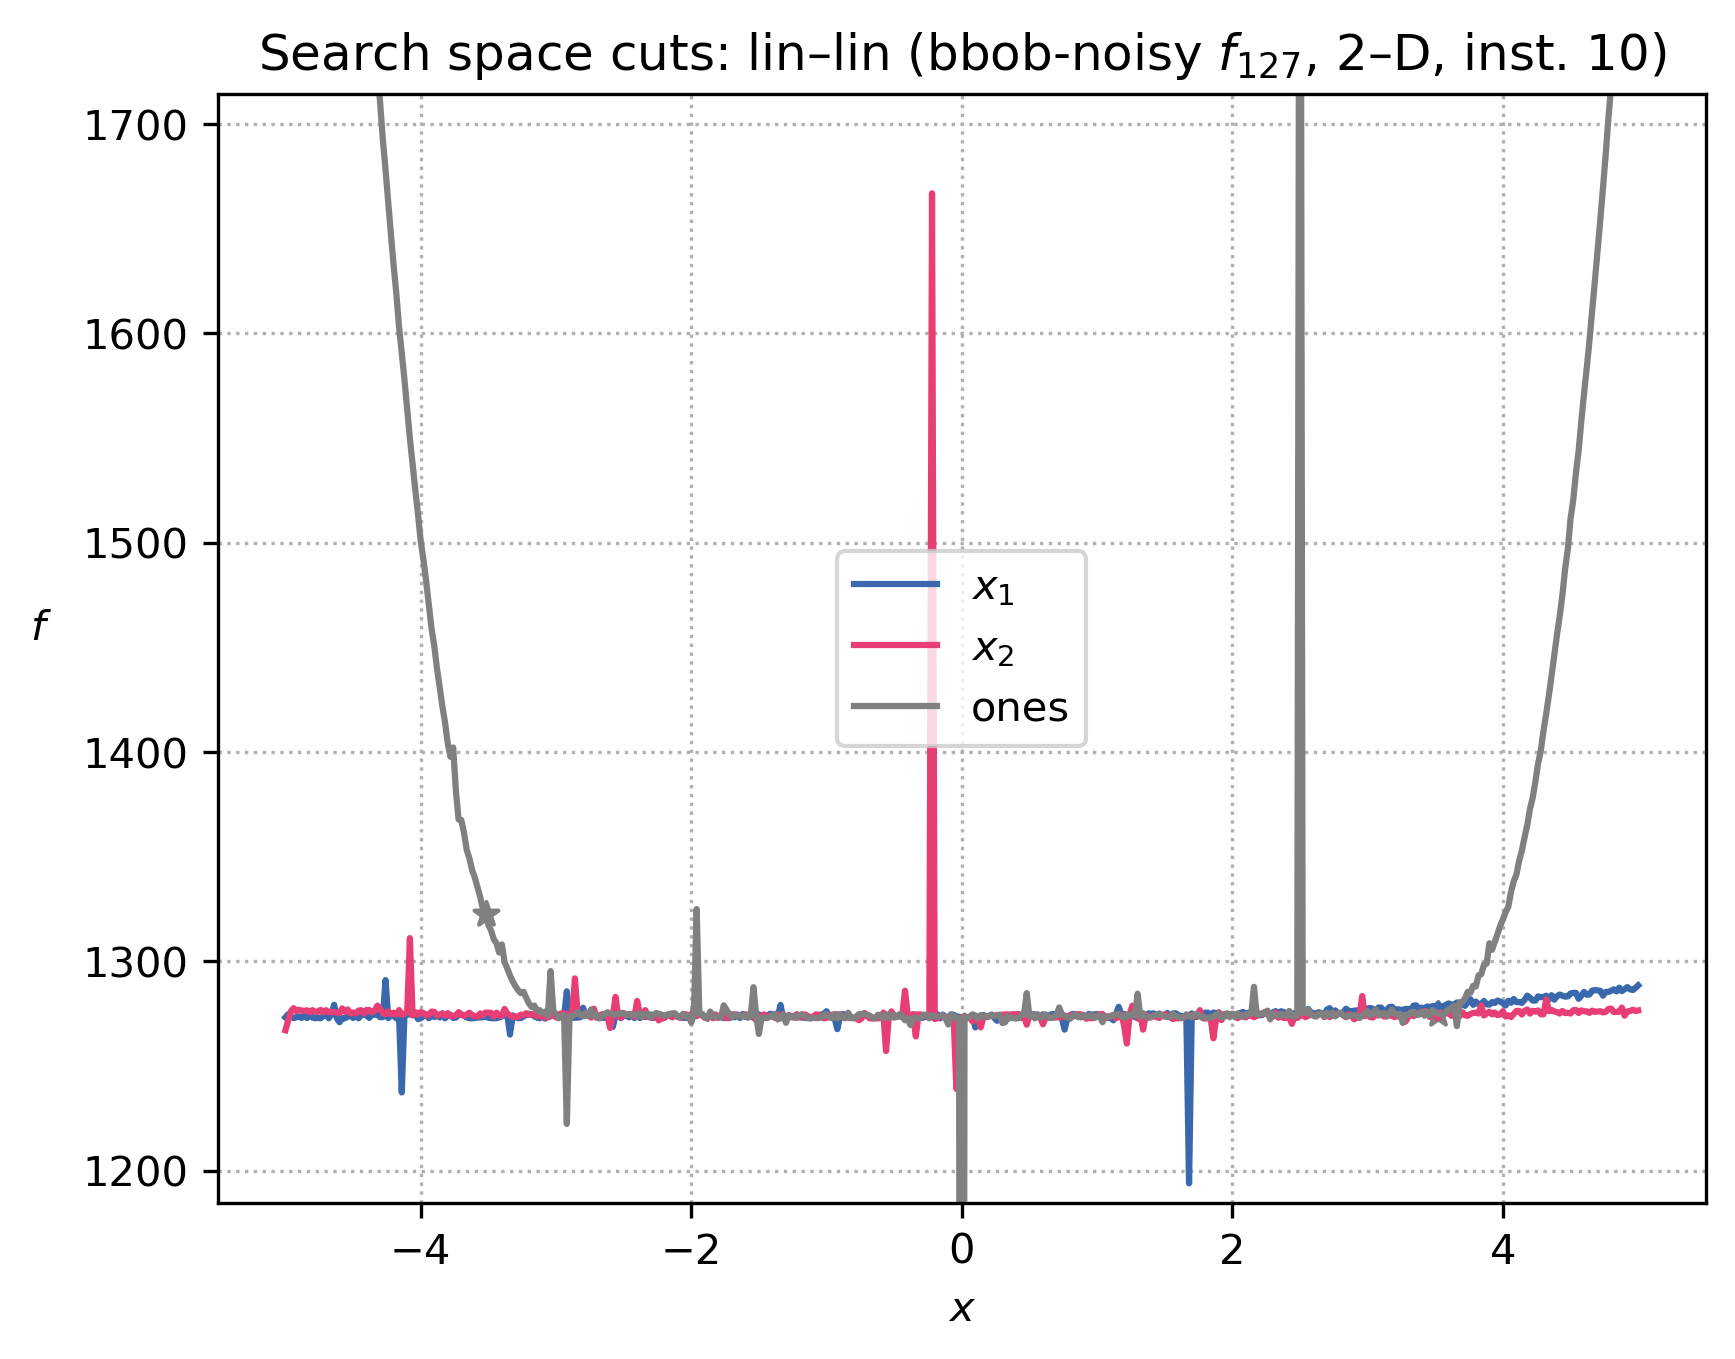 Search space cuts: lin–lin (bbob-noisy f₁₂₇, 2–D, inst. 10)
1700
1600
1500
1400
1300
1200
f
x₁
x₂
ones
−4 −2 0 2 4
x